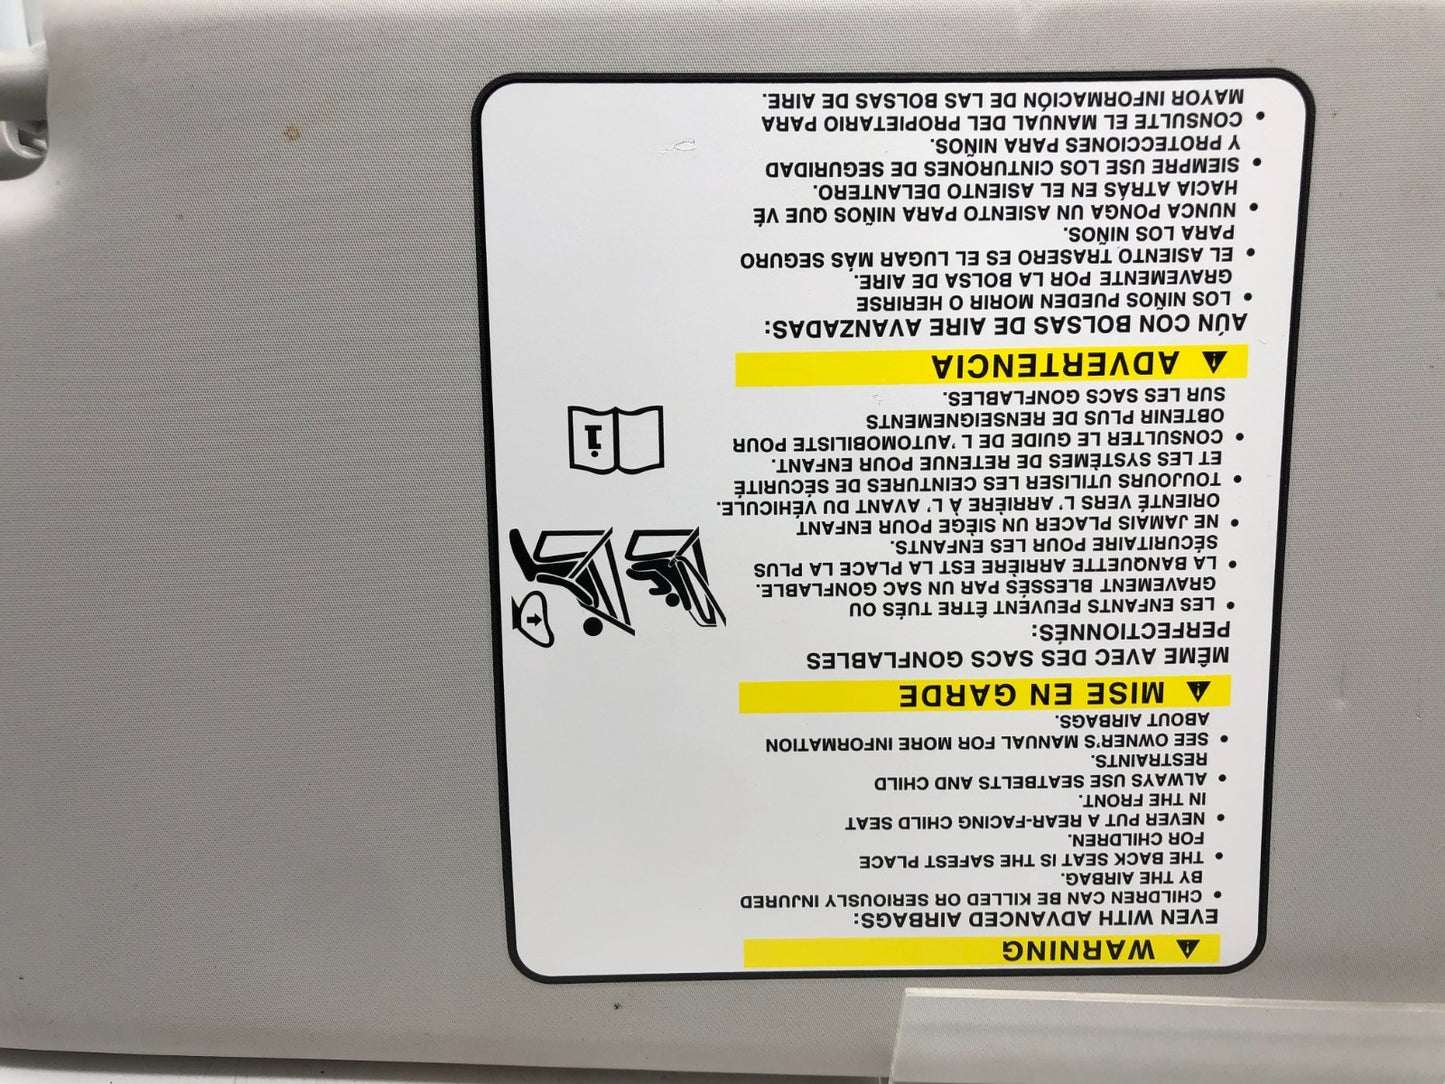 WARNING
EVEN WITH ADVANCED AIRBAGS:
• CHILDREN CAN BE KILLED OR SERIOUSLY INJURED
BY THE AIRBAG.
• THE BACK SEAT IS THE SAFEST PLACE
FOR CHILDREN.
• NEVER PUT A REAR-FACING CHILD SEAT
IN THE FRONT.
• ALWAYS USE SEATBELTS AND CHILD
RESTRAINTS.
• SEE OWNER'S MANUAL FOR MORE INFORMATION
ABOUT AIRBAGS.
MISE EN GARDE
MÊME AVEC DES SACS GONFLABLES
PERFECTIONNÉS:
• LES ENFANTS PEUVENT ÊTRE TUÉS OU
GRAVEMENT BLESSÉS PAR UN SAC GONFLABLE.
• LA BANQUETTE ARRIÈRE EST LA PLACE LA PLUS
SÉCURITAIRE POUR LES ENFANTS.
• NE JAMAIS PLACER UN SIÈGE POUR ENFANT
ORIENTÉ VERS L' ARRIÈRE À L' AVANT DU VÉHICULE.
• TOUJOURS UTILISER LES CEINTURES DE SÉCURITÉ
ET LES SYSTÈMES DE RETENUE POUR ENFANT.
• CONSULTER LE GUIDE DE L 'AUTOMOBILISTE POUR
OBTENIR PLUS DE RENSEIGNEMENTS
SUR LES SACS GONFLABLES.
ADVERTENCIA
AÚN CON BOLSAS DE AIRE AVANZADAS:
• LOS NIÑOS PUEDEN MORIR O HERIRSE
GRAVEMENTE POR LA BOLSA DE AIRE.
• EL ASIENTO TRASERO ES EL LUGAR MÁS SEGURO
PARA LOS NIÑOS.
• NUNCA PONGA UN ASIENTO PARA NIÑOS QUE VÉ
HACIA ATRÁS EN EL ASIENTO DELANTERO.
• SIEMPRE USE LOS CINTURONES DE SEGURIDAD
Y PROTECCIONES PARA NIÑOS.
• CONSULTE EL MANUAL DEL PROPIETARIO PARA
MAYOR INFORMACIÓN DE LAS BOLSAS DE AIRE.
i